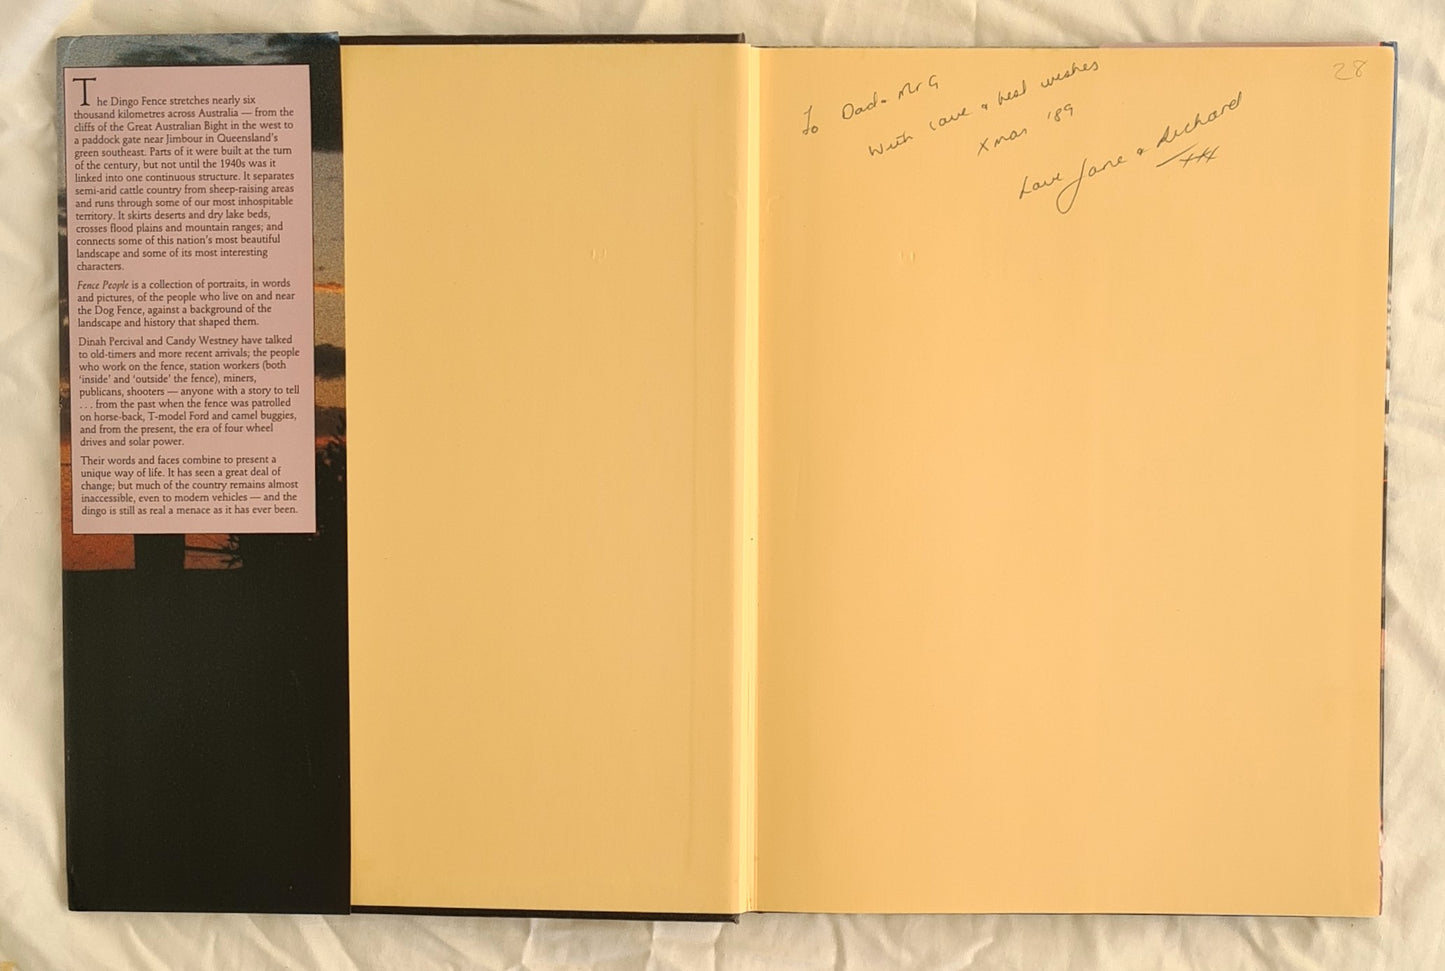 The Dingo Fence stretches nearly six
thousand kilometres across Australia — from the
cliffs of the Great Australian Bight in the west to
a paddock gate near Jimbour in Queensland's
green southeast. Parts of it were built at the turn
of the century, but not until the 1940s was it
linked into one continuous structure. It separates
semi-arid cattle country from sheep-raising areas
and runs through some of our most inhospitable
territory. It skirts deserts and dry lake beds,
crosses flood plains and mountain ranges; and
connects some of this nation's most beautiful
landscape and some of its most interesting
characters.
Fence People is a collection of portraits, in words
and pictures, of the people who live on and near
the Dog Fence, against a background of the
landscape and history that shaped them.
Dinah Percival and Candy Westney have talked
to old-timers and more recent arrivals; the people
who work on the fence, station workers (both
'inside' and 'outside' the fence), miners,
publicans, shooters — anyone with a story to tell
. . . from the past when the fence was patrolled
on horse-back, T-model Ford and camel buggies,
and from the present, the era of four wheel
drives and solar power.
Their words and faces combine to present a
unique way of life. It has seen a great deal of
change; but much of the country remains almost
inaccessible, even to modern vehicles — and the
dingo is still as real a menace as it has ever been.
To Dad & Mr G
With love & best wishes
Xmas '89
Love Jane & Richard
XXX
28